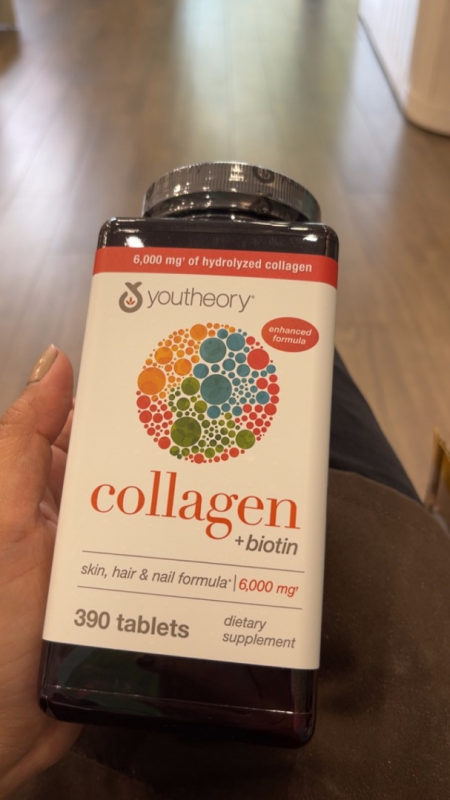 6,000 mg† of hydrolyzed collagen
youtheory®
enhanced
formula
collagen
+biotin
skin, hair & nail formula* | 6,000 mg†
390 tablets
dietary
supplement